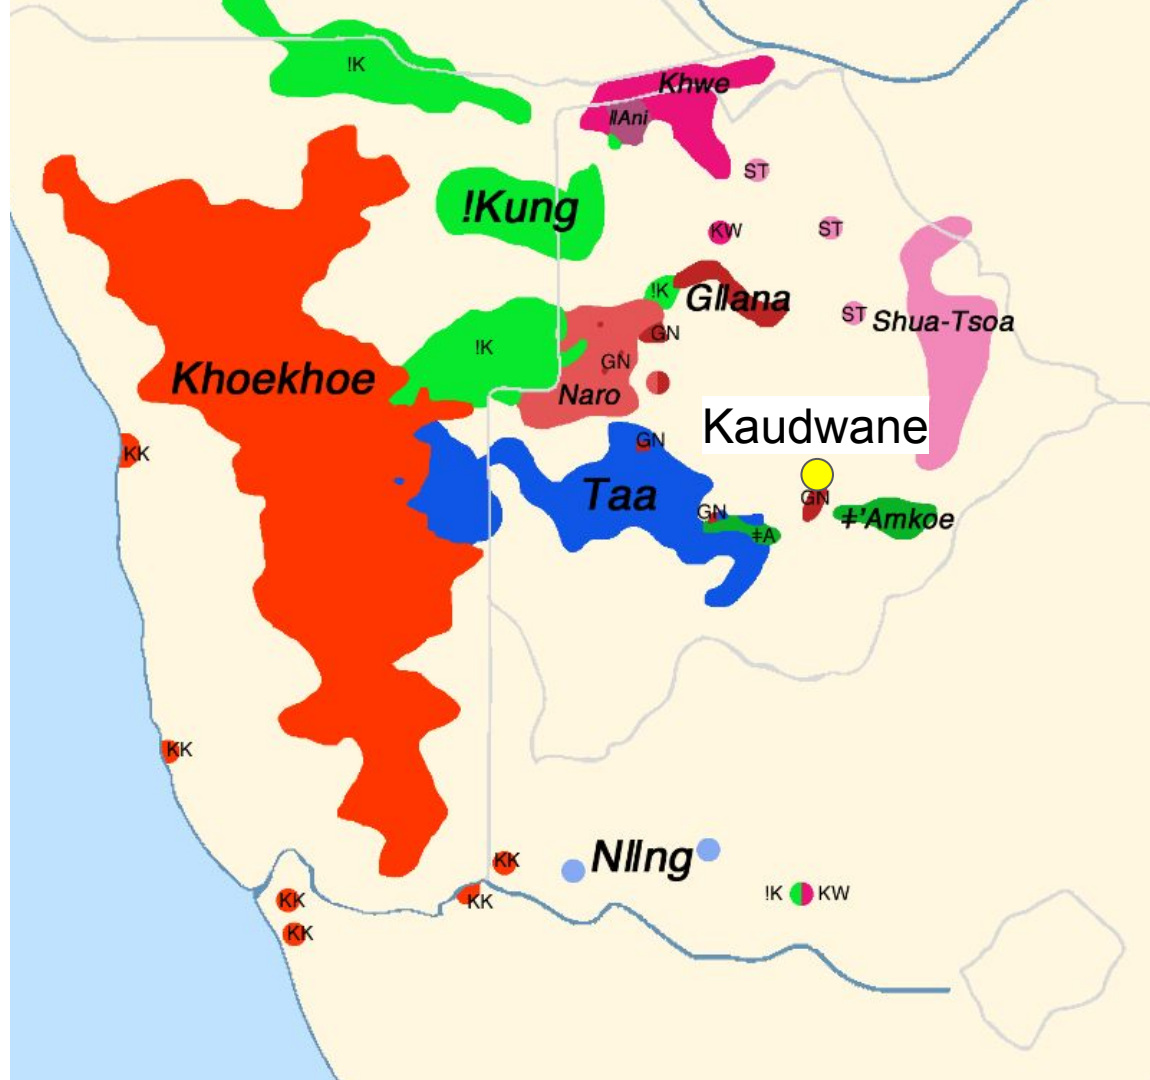 !K
Khwe
ǁAni
ST
!Kung
KW
ST
!K
Gǁana
ST
Shua-Tsoa
GN
!K
GN
Khoekhoe
Naro
Kaudwane
GN
KK
Taa
GN
GN
ǂ'Amkoe
ǂA
KK
Nǁng
KK
!K
KW
KK
KK
KK